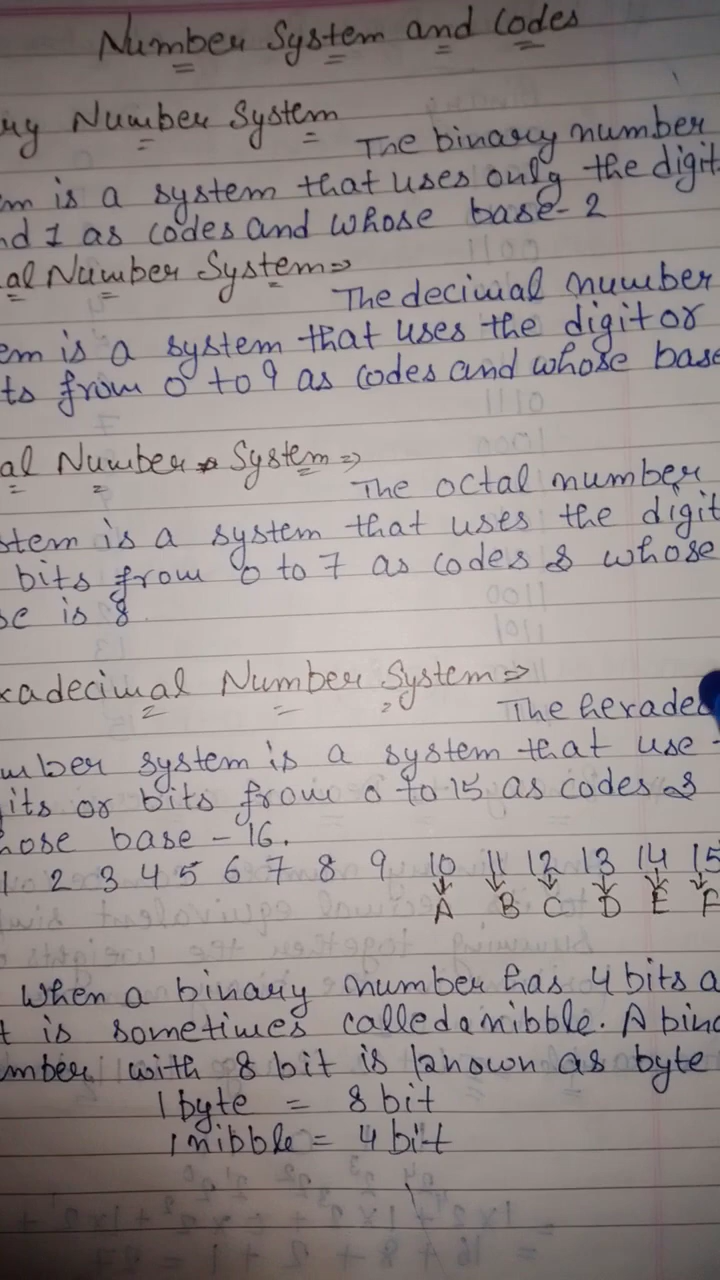 Number System and Codes
ry Number System
The binary number
m is a system that uses only the digit
nd 1 as codes and whose base-2
al Number System⇒
The decimal number
em is a system that uses the digit or
ts from 0 to 9 as codes and whose base
al Number System⇒
The octal number
stem is a system that uses the digit
bits from 0 to 7 as codes & whose
se is 8
xadecimal Number System⇒
The hexadec
umber system is a system that use
its or bits from 0 to 15 as codes &
hose base - 16.
1 2 3 4 5 6 7 8 9 10 11 12 13 14 15
A B C D E F
When a binary number has 4 bits a
t is sometimes called a nibble. A bina
mber with 8 bit is known as byte
1 byte = 8 bit
1 nibble = 4 bit